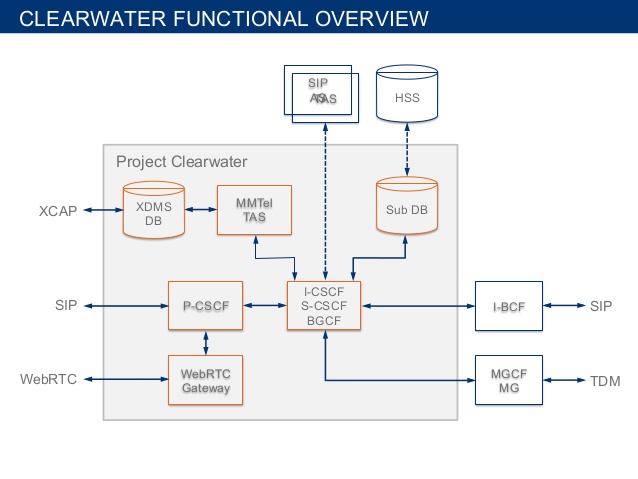 CLEARWATER FUNCTIONAL OVERVIEW
SIP
AS
TAS
HSS
Project Clearwater
XCAP
XDMS
DB
MMTel
TAS
Sub DB
SIP
P-CSCF
I-CSCF
S-CSCF
BGCF
I-BCF
SIP
WebRTC
WebRTC
Gateway
MGCF
MG
TDM